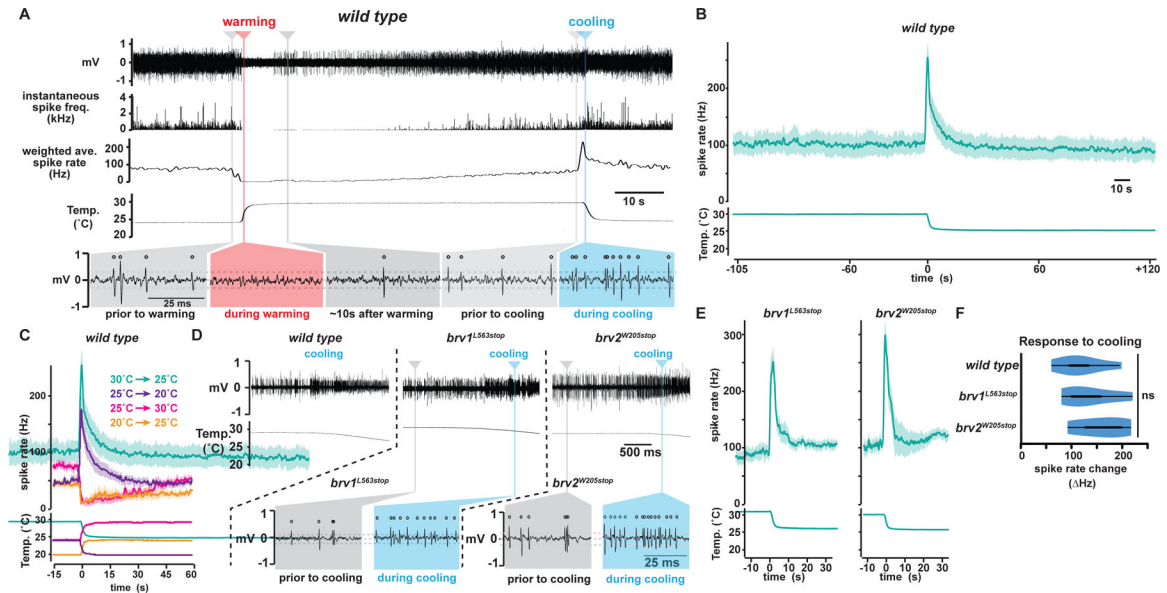 A
wild type
warming
cooling
mV
1
0
-1
instantaneous
spike freq.
(kHz)
4
2
0
weighted ave.
spike rate
(Hz)
200
100
0
10 s
Temp.
(˚C)
30
25
20
mV
1
0
-1
25 ms
prior to warming
during warming
~10s after warming
prior to cooling
during cooling
B
wild type
spike rate (Hz)
200
100
0
10 s
Temp. (˚C)
30
25
20
-105
-60
0
60
+120
time (s)
C
wild type
30˚C → 25˚C
25˚C → 20˚C
25˚C → 30˚C
20˚C → 25˚C
spike rate (Hz)
200
100
50
0
Temp. (˚C)
30
25
20
-15
0
15
30
45
60
time (s)
D
wild type
brv1L563stop
brv2W205stop
cooling
cooling
cooling
mV
1
0
-1
Temp.
(˚C)
30
25
20
500 ms
brv1L563stop
brv2W205stop
mV
1
0
-1
prior to cooling
during cooling
mV
1
0
-1
25 ms
prior to cooling
during cooling
E
brv1L563stop
brv2W205stop
spike rate (Hz)
300
200
100
0
Temp. (˚C)
30
25
20
-10
0
10
30
time (s)
-10
0
10
30
time (s)
F
Response to cooling
wild type
brv1L563stop
brv2W205stop
ns
0
100
200
spike rate change
(ΔHz)